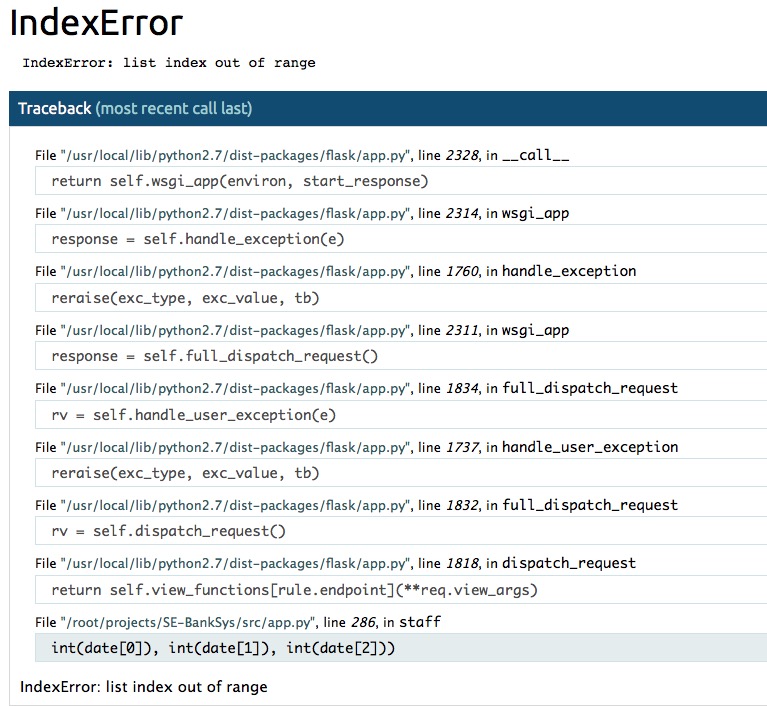 IndexError
IndexError: list index out of range
Traceback (most recent call last)
File "/usr/local/lib/python2.7/dist-packages/flask/app.py", line 2328, in __call__
return self.wsgi_app(environ, start_response)
File "/usr/local/lib/python2.7/dist-packages/flask/app.py", line 2314, in wsgi_app
response = self.handle_exception(e)
File "/usr/local/lib/python2.7/dist-packages/flask/app.py", line 1760, in handle_exception
reraise(exc_type, exc_value, tb)
File "/usr/local/lib/python2.7/dist-packages/flask/app.py", line 2311, in wsgi_app
response = self.full_dispatch_request()
File "/usr/local/lib/python2.7/dist-packages/flask/app.py", line 1834, in full_dispatch_request
rv = self.handle_user_exception(e)
File "/usr/local/lib/python2.7/dist-packages/flask/app.py", line 1737, in handle_user_exception
reraise(exc_type, exc_value, tb)
File "/usr/local/lib/python2.7/dist-packages/flask/app.py", line 1832, in full_dispatch_request
rv = self.dispatch_request()
File "/usr/local/lib/python2.7/dist-packages/flask/app.py", line 1818, in dispatch_request
return self.view_functions[rule.endpoint](**req.view_args)
File "/root/projects/SE-BankSys/src/app.py", line 286, in staff
int(date[0]), int(date[1]), int(date[2]))
IndexError: list index out of range